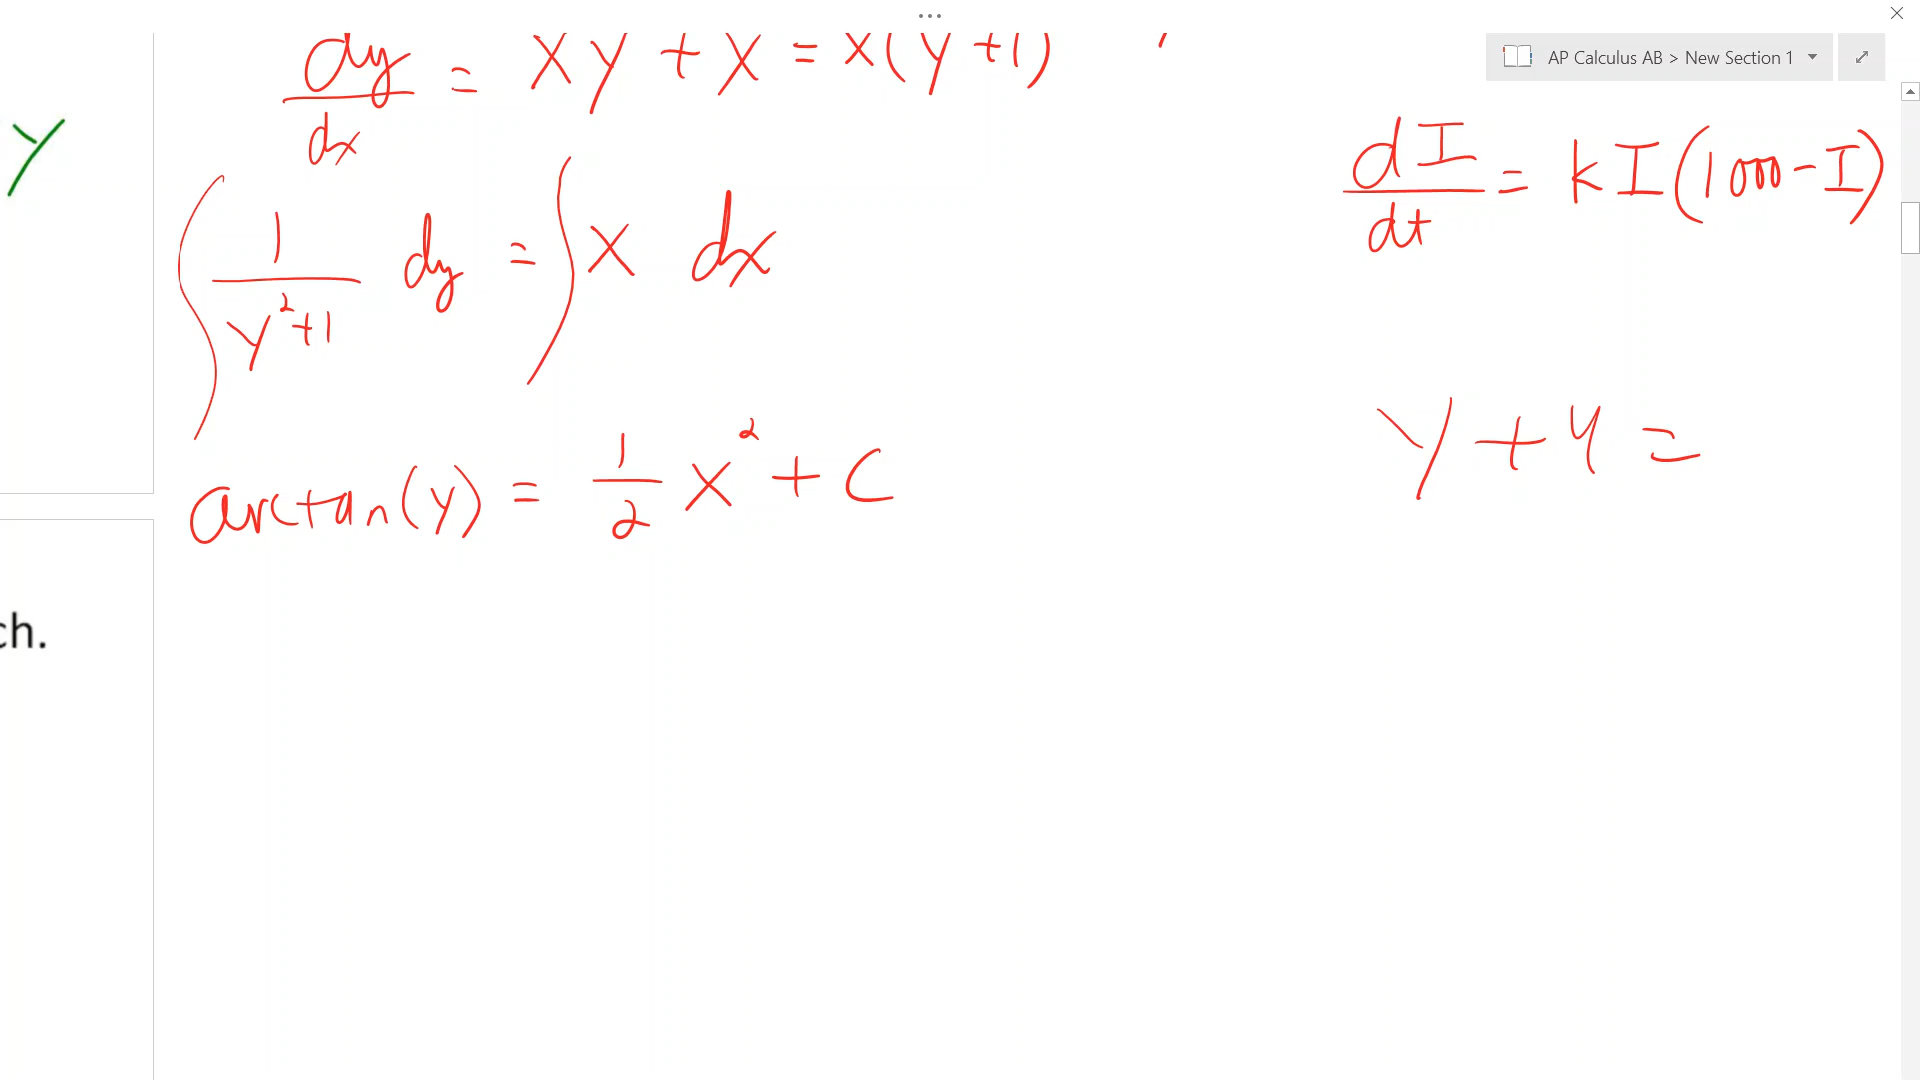 AP Calculus AB > New Section 1
dy/dx = xy + x = x(y+1)
Y
∫ 1/(y²+1) dy = ∫ x dx
arctan(y) = 1/2 x² + C
ch.
dI/dt = kI(1000-I)
y+4=